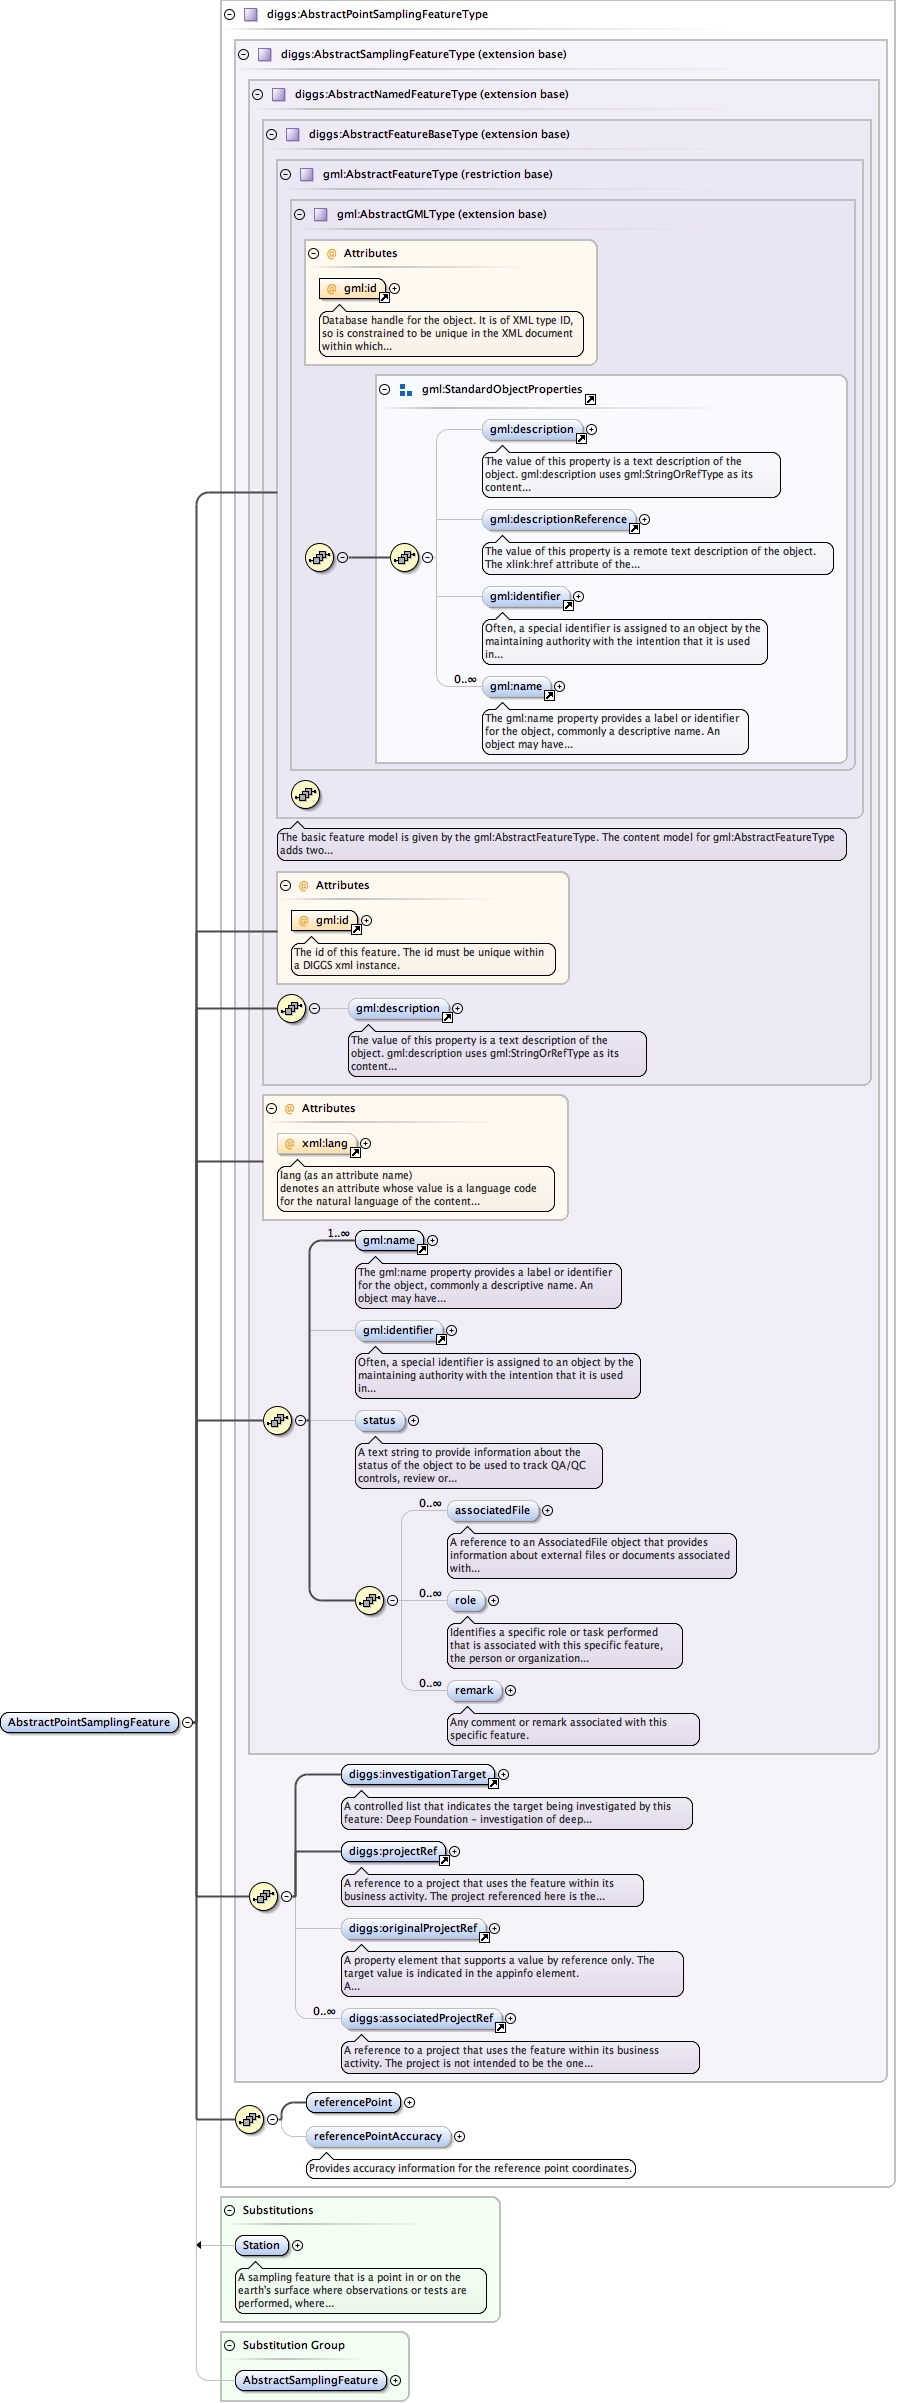 diggs:AbstractPointSamplingFeatureType
diggs:AbstractSamplingFeatureType (extension base)
diggs:AbstractNamedFeatureType (extension base)
diggs:AbstractFeatureBaseType (extension base)
gml:AbstractFeatureType (restriction base)
gml:AbstractGMLType (extension base)
@ Attributes
@ gml:id
Database handle for the object. It is of XML type ID,
so is constrained to be unique in the XML document
within which...
gml:StandardObjectProperties
gml:description
The value of this property is a text description of the
object. gml:description uses gml:StringOrRefType as its
content...
gml:descriptionReference
The value of this property is a remote text description of the object.
The xlink:href attribute of the...
gml:identifier
Often, a special identifier is assigned to an object by the
maintaining authority with the intention that it is used
in...
0..∞
gml:name
The gml:name property provides a label or identifier
for the object, commonly a descriptive name. An
object may have...
The basic feature model is given by the gml:AbstractFeatureType. The content model for gml:AbstractFeatureType
adds two...
@ Attributes
@ gml:id
The id of this feature. The id must be unique within
a DIGGS xml instance.
gml:description
The value of this property is a text description of the
object. gml:description uses gml:StringOrRefType as its
content...
@ Attributes
@ xml:lang
lang (as an attribute name)
denotes an attribute whose value is a language code
for the natural language of the content...
1..∞
gml:name
The gml:name property provides a label or identifier
for the object, commonly a descriptive name. An
object may have...
gml:identifier
Often, a special identifier is assigned to an object by the
maintaining authority with the intention that it is used
in...
status
A text string to provide information about the
status of the object to be used to track QA/QC
controls, review or...
0..∞
associatedFile
A reference to an AssociatedFile object that provides
information about external files or documents associated
with...
0..∞
role
Identifies a specific role or task performed
that is associated with this specific feature,
the person or organization...
0..∞
remark
Any comment or remark associated with this
specific feature.
AbstractPointSamplingFeature
diggs:investigationTarget
A controlled list that indicates the target being investigated by this
feature: Deep Foundation - investigation of deep...
diggs:projectRef
A reference to a project that uses the feature within its
business activity. The project referenced here is the...
diggs:originalProjectRef
A property element that supports a value by reference only. The
target value is indicated in the appinfo element.
A...
0..∞
diggs:associatedProjectRef
A reference to a project that uses the feature within its business
activity. The project is not intended to be the one...
referencePoint
referencePointAccuracy
Provides accuracy information for the reference point coordinates.
Substitutions
Station
A sampling feature that is a point in or on the
earth's surface where observations or tests are
performed, where...
Substitution Group
AbstractSamplingFeature